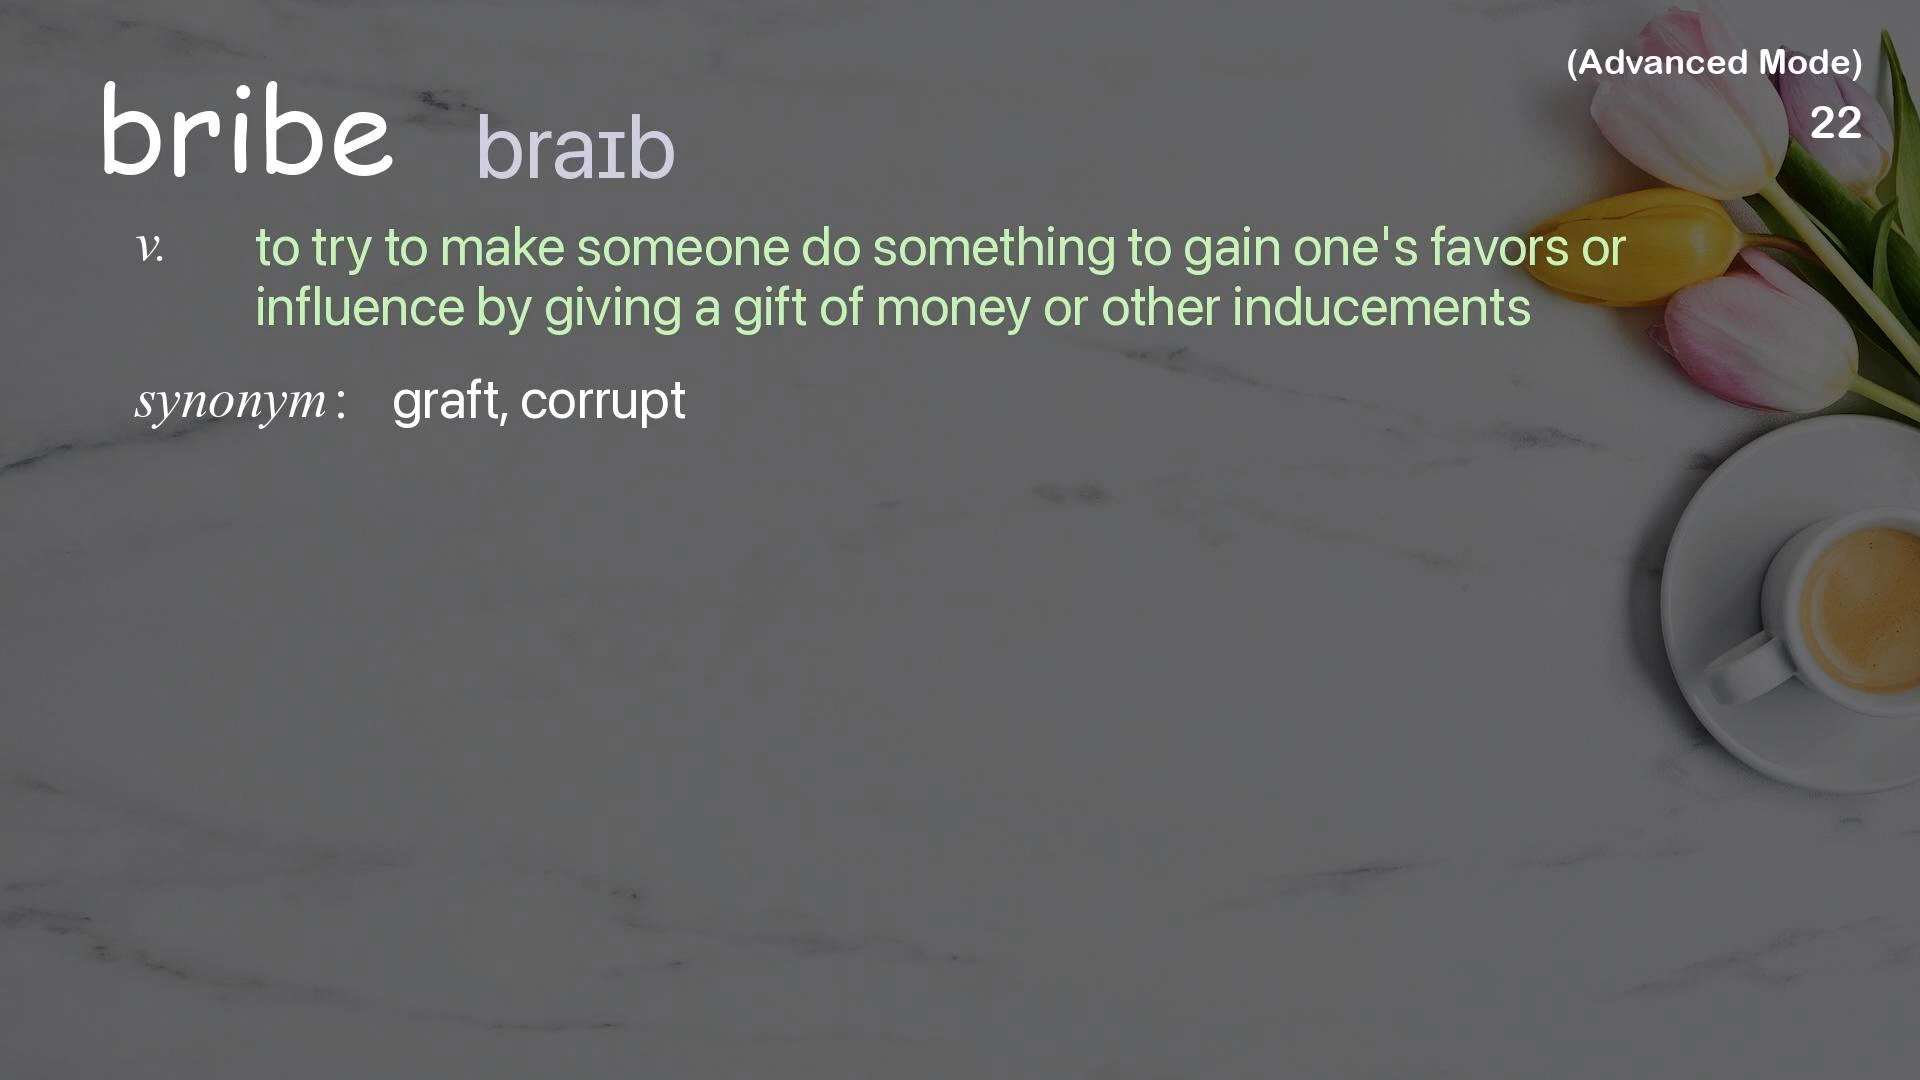 (Advanced Mode)
22
bribe braɪb
v. to try to make someone do something to gain one's favors or
influence by giving a gift of money or other inducements
synonym : graft, corrupt